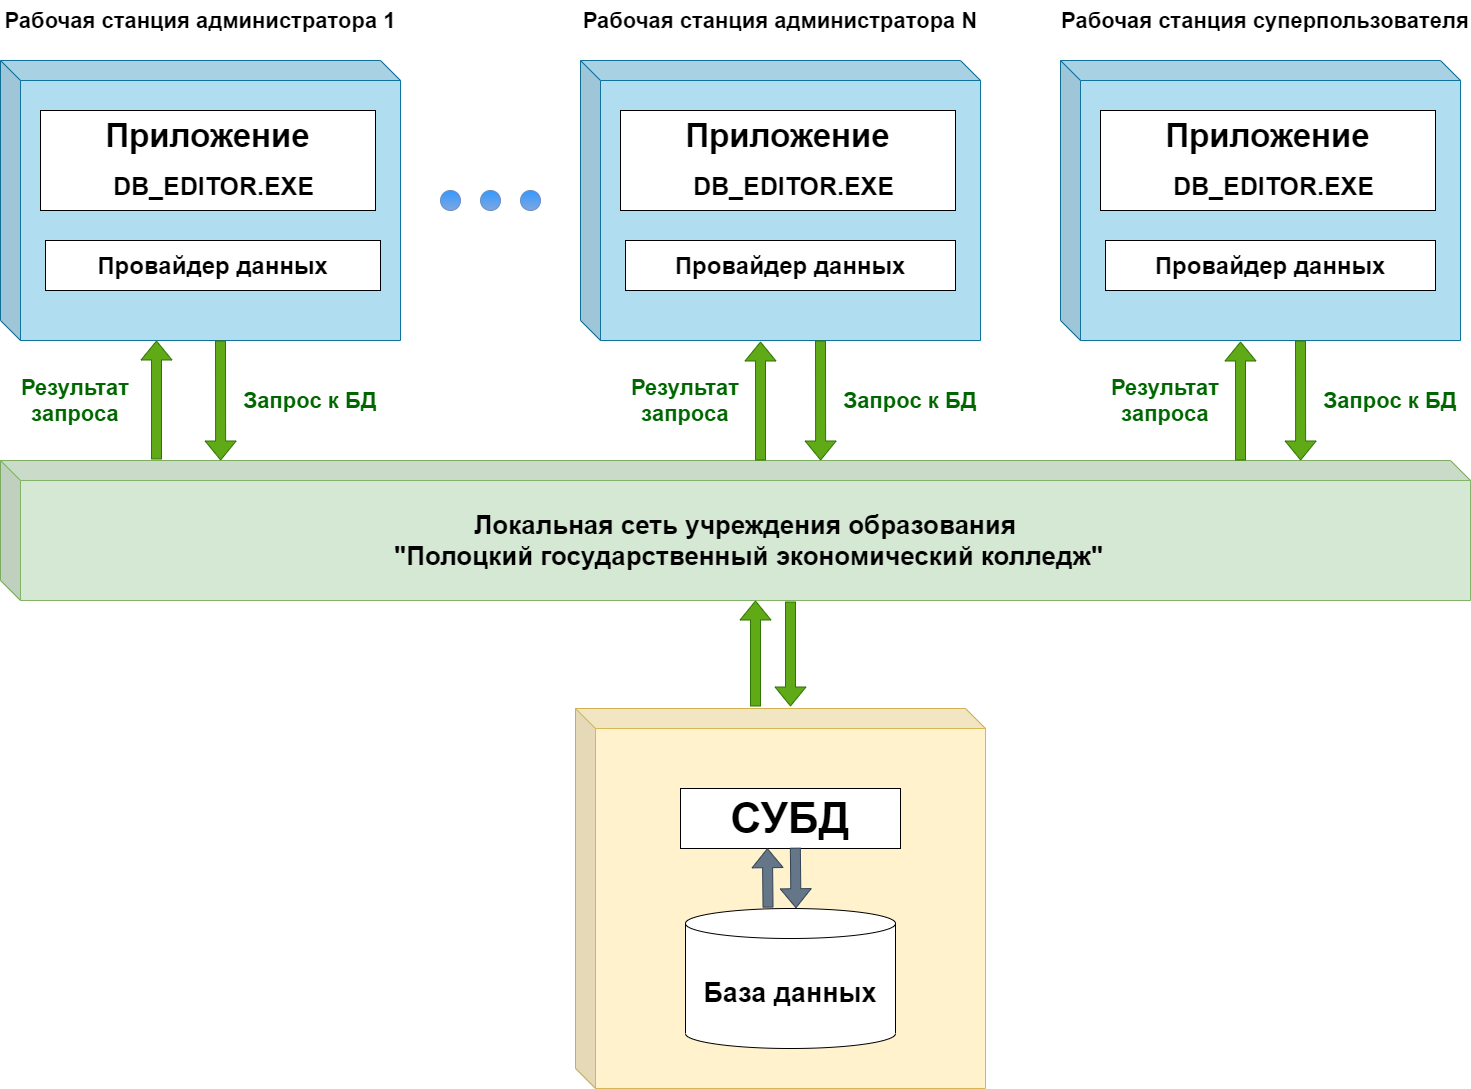 Рабочая станция администратора 1
Рабочая станция администратора N
Рабочая станция суперпользователя
Приложение
DB_EDITOR.EXE
Провайдер данных
Приложение
DB_EDITOR.EXE
Провайдер данных
Приложение
DB_EDITOR.EXE
Провайдер данных
Результат
запроса
Запрос к БД
Результат
запроса
Запрос к БД
Результат
запроса
Запрос к БД
Локальная сеть учреждения образования
"Полоцкий государственный экономический колледж"
СУБД
База данных